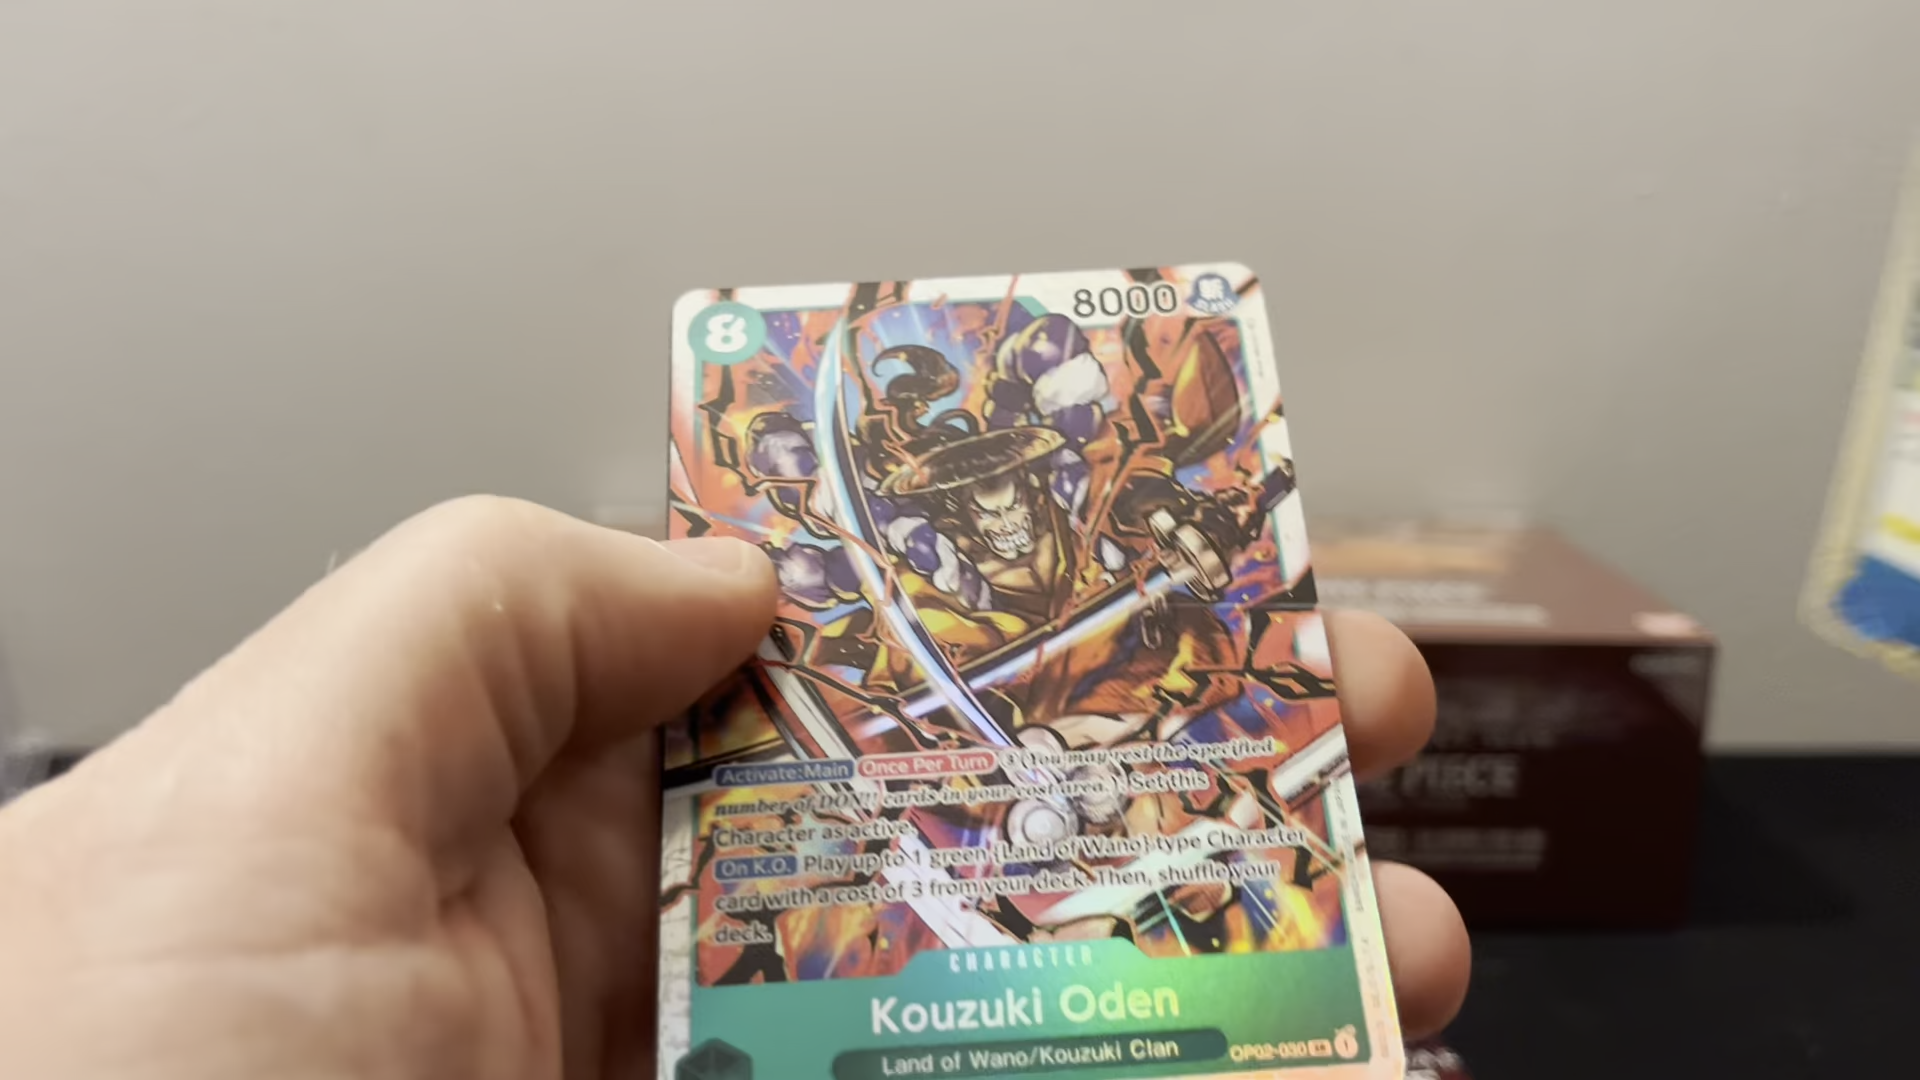 8 8000
Activate:Main Once Per Turn ③ (You may rest the specified
number of DON!! cards in your cost area.): Set this
Character as active.
On K.O. Play up to 1 green {Land of Wano} type Character
card with a cost of 3 from your deck. Then, shuffle your
deck.
CHARACTER
Kouzuki Oden
Land of Wano/Kouzuki Clan OP02-030
PIECE